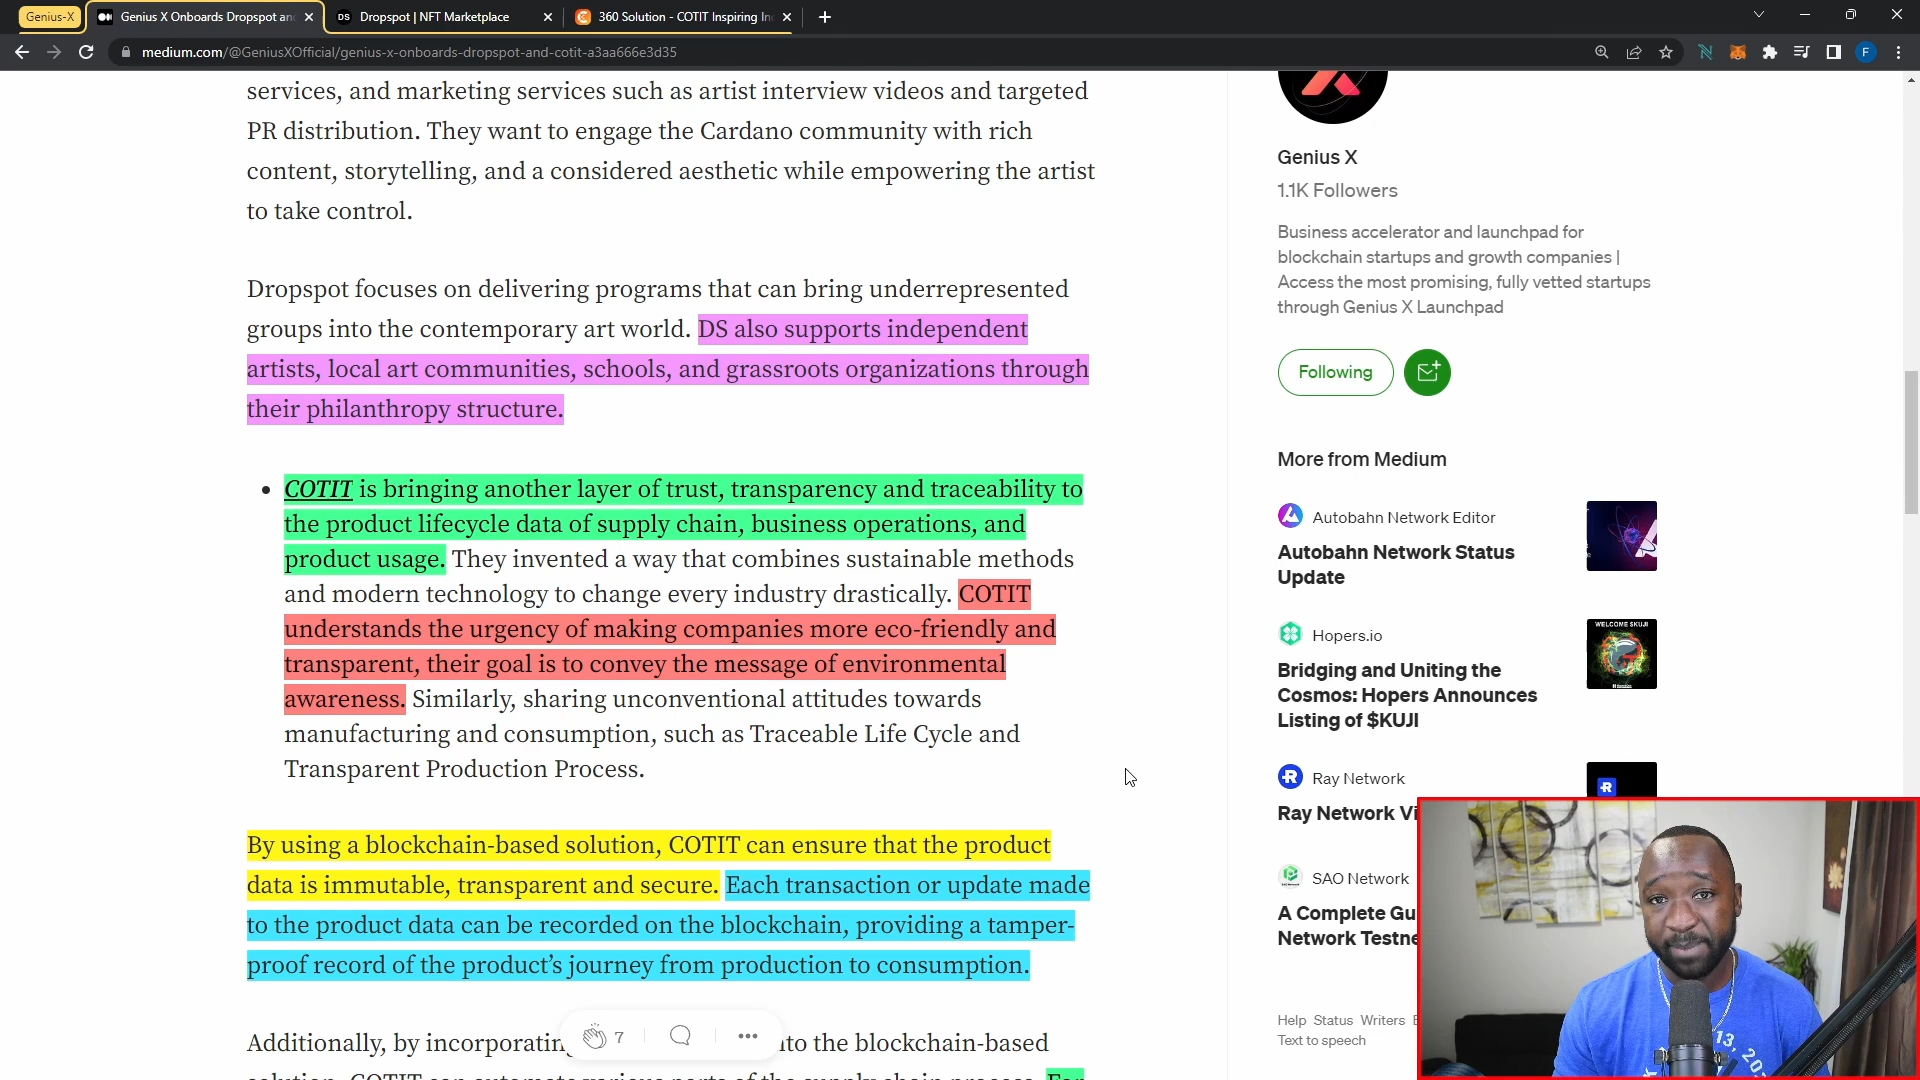 Genius-X
Genius X Onboards Dropspot an
Dropspot | NFT Marketplace
360 Solution - COTIT Inspiring In
medium.com/@GeniusXOfficial/genius-x-onboards-dropspot-and-cotit-a3aa666e3d35
F
services, and marketing services such as artist interview videos and targeted
PR distribution. They want to engage the Cardano community with rich
content, storytelling, and a considered aesthetic while empowering the artist
to take control.
Dropspot focuses on delivering programs that can bring underrepresented
groups into the contemporary art world. DS also supports independent
artists, local art communities, schools, and grassroots organizations through
their philanthropy structure.
• COTIT is bringing another layer of trust, transparency and traceability to
the product lifecycle data of supply chain, business operations, and
product usage. They invented a way that combines sustainable methods
and modern technology to change every industry drastically. COTIT
understands the urgency of making companies more eco-friendly and
transparent, their goal is to convey the message of environmental
awareness. Similarly, sharing unconventional attitudes towards
manufacturing and consumption, such as Traceable Life Cycle and
Transparent Production Process.
By using a blockchain-based solution, COTIT can ensure that the product
data is immutable, transparent and secure. Each transaction or update made
to the product data can be recorded on the blockchain, providing a tamper-
proof record of the product's journey from production to consumption.
7
Additionally, by incorporating
to the blockchain-based
Genius X
1.1K Followers
Business accelerator and launchpad for
blockchain startups and growth companies |
Access the most promising, fully vetted startups
through Genius X Launchpad
Following
More from Medium
Autobahn Network Editor
Autobahn Network Status
Update
Hopers.io
Bridging and Uniting the
Cosmos: Hopers Announces
Listing of $KUJI
WELCOME $KUJI
Ray Network
Ray Network Vi
SAO Network
A Complete Gu
Network Testne
Help Status Writers
Text to speech